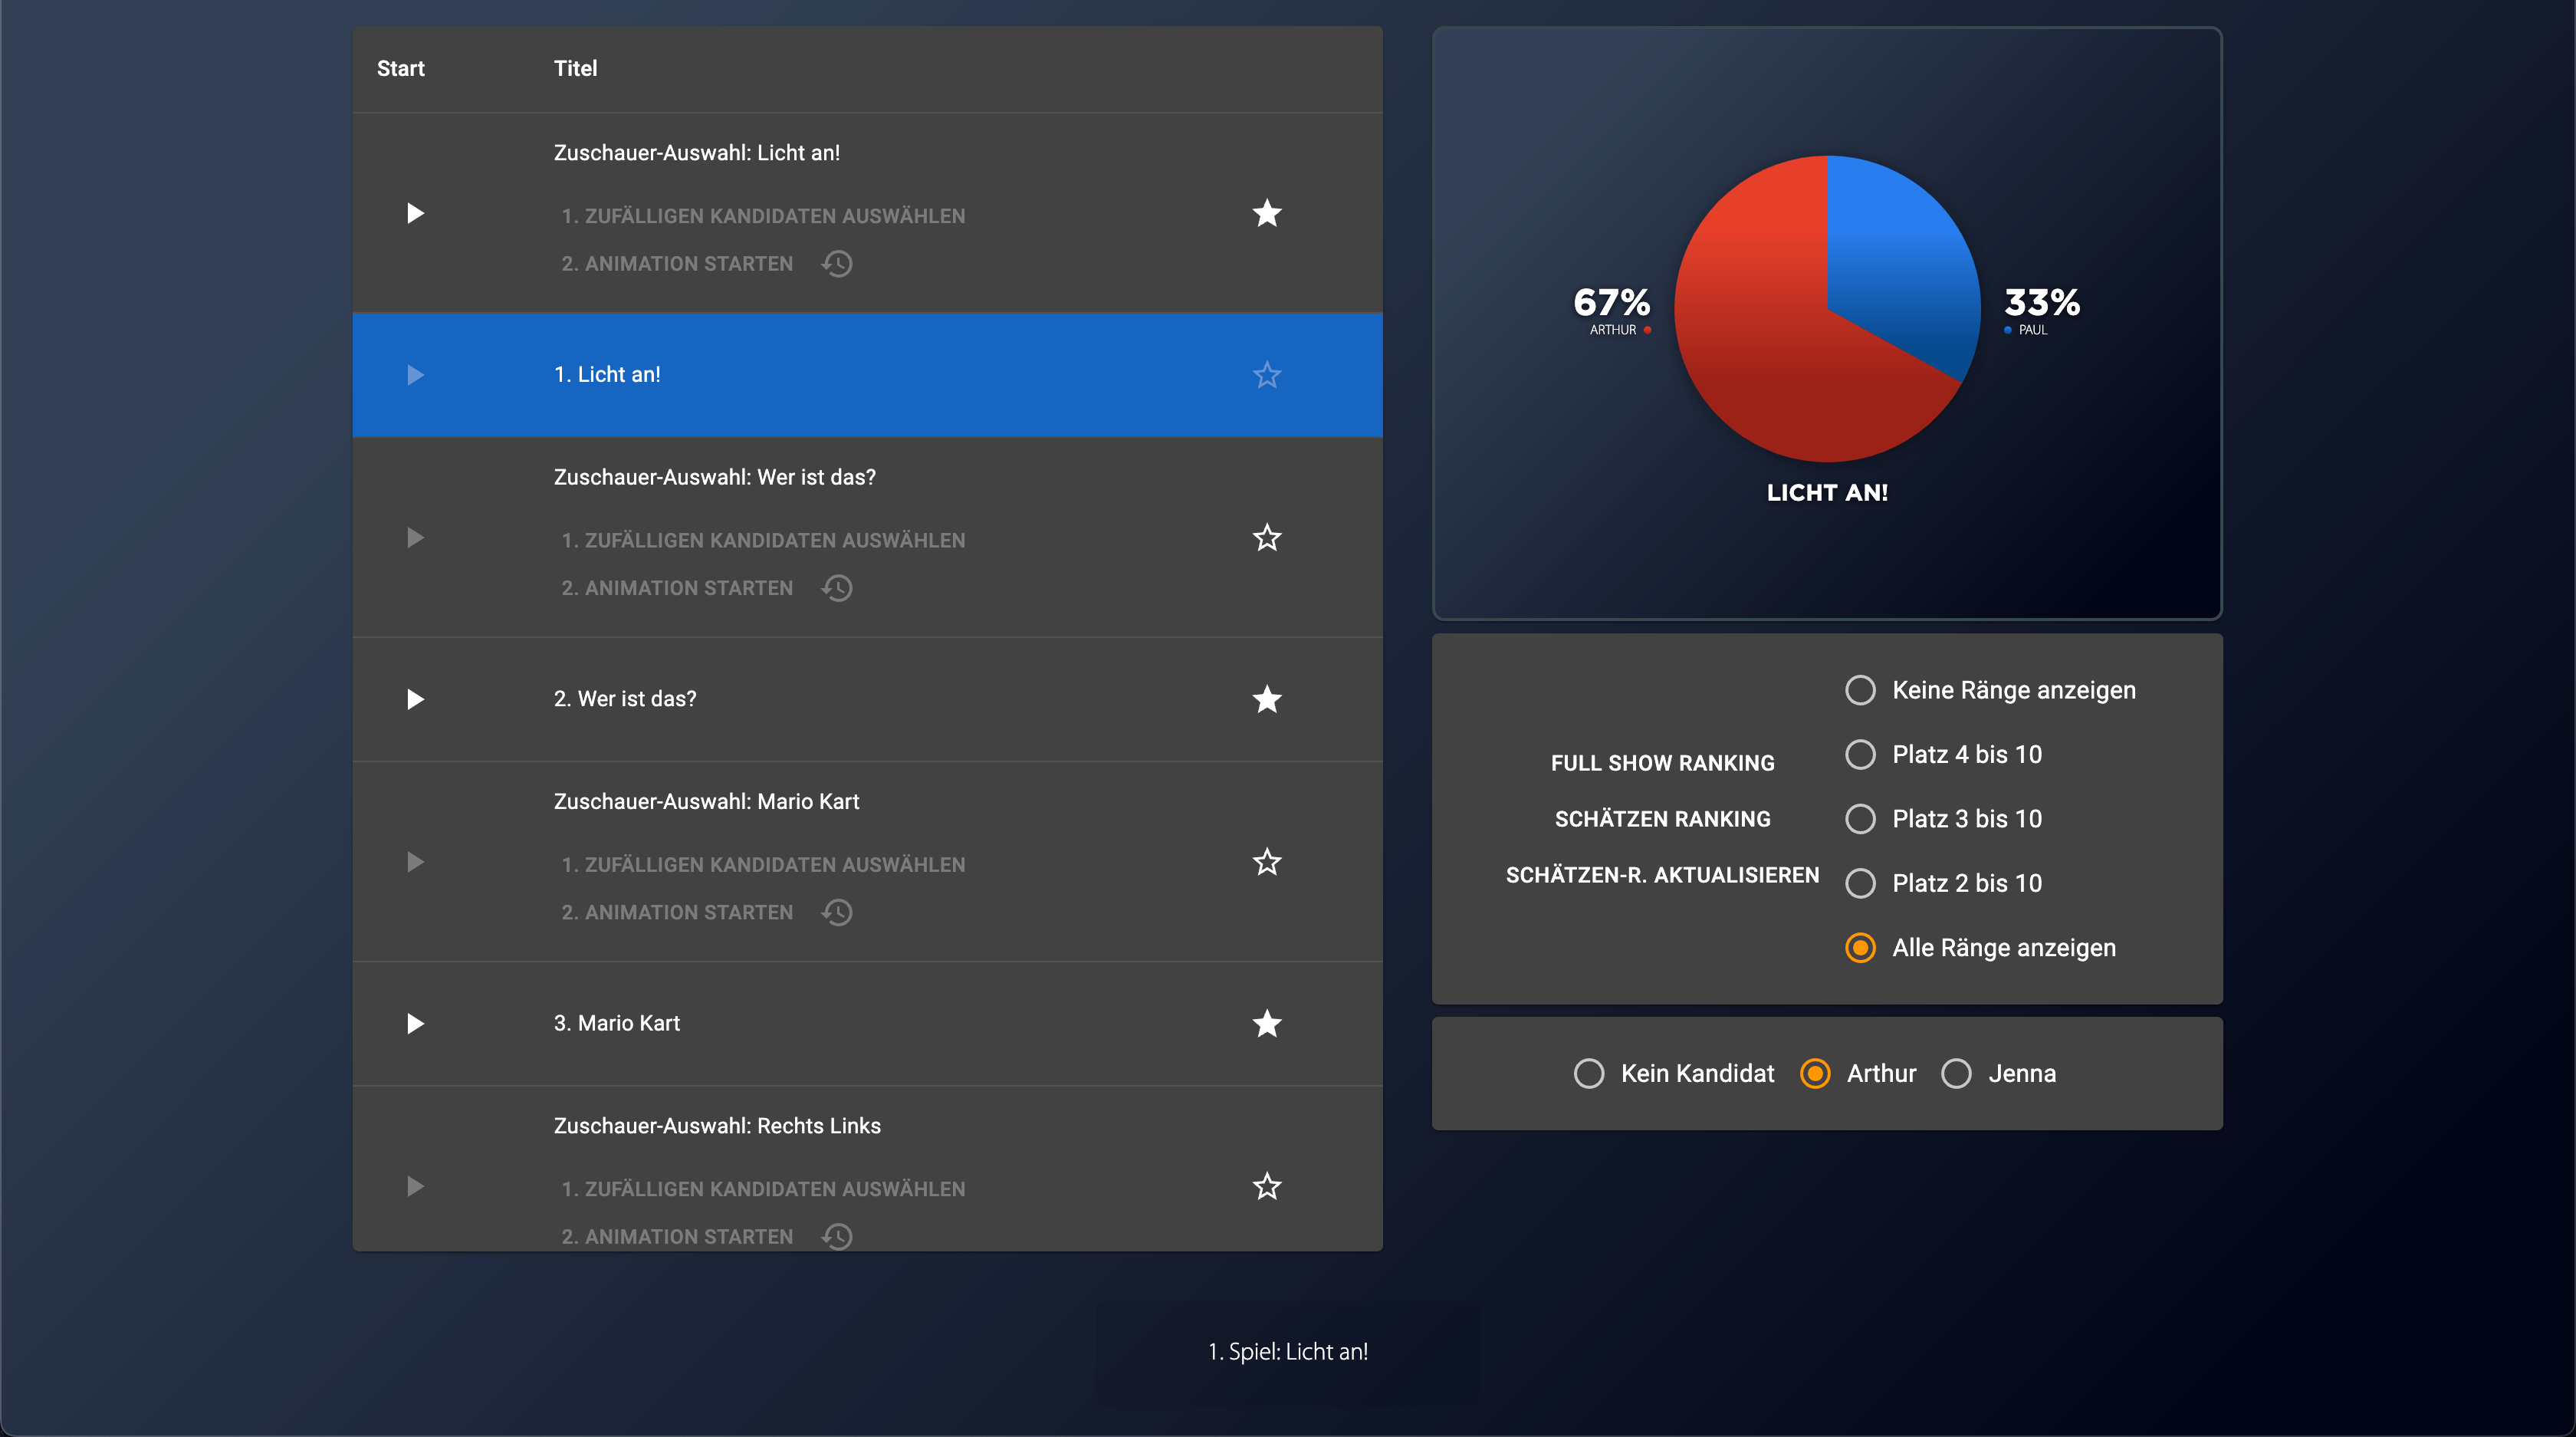 Start Titel
Zuschauer-Auswahl: Licht an!
1. ZUFÄLLIGEN KANDIDATEN AUSWÄHLEN
2. ANIMATION STARTEN
1. Licht an!
Zuschauer-Auswahl: Wer ist das?
1. ZUFÄLLIGEN KANDIDATEN AUSWÄHLEN
2. ANIMATION STARTEN
2. Wer ist das?
Zuschauer-Auswahl: Mario Kart
1. ZUFÄLLIGEN KANDIDATEN AUSWÄHLEN
2. ANIMATION STARTEN
3. Mario Kart
Zuschauer-Auswahl: Rechts Links
1. ZUFÄLLIGEN KANDIDATEN AUSWÄHLEN
2. ANIMATION STARTEN
67%
ARTHUR
33%
PAUL
LICHT AN!
FULL SHOW RANKING
SCHÄTZEN RANKING
SCHÄTZEN-R. AKTUALISIEREN
Keine Ränge anzeigen
Platz 4 bis 10
Platz 3 bis 10
Platz 2 bis 10
Alle Ränge anzeigen
Kein Kandidat Arthur Jenna
1. Spiel: Licht an!